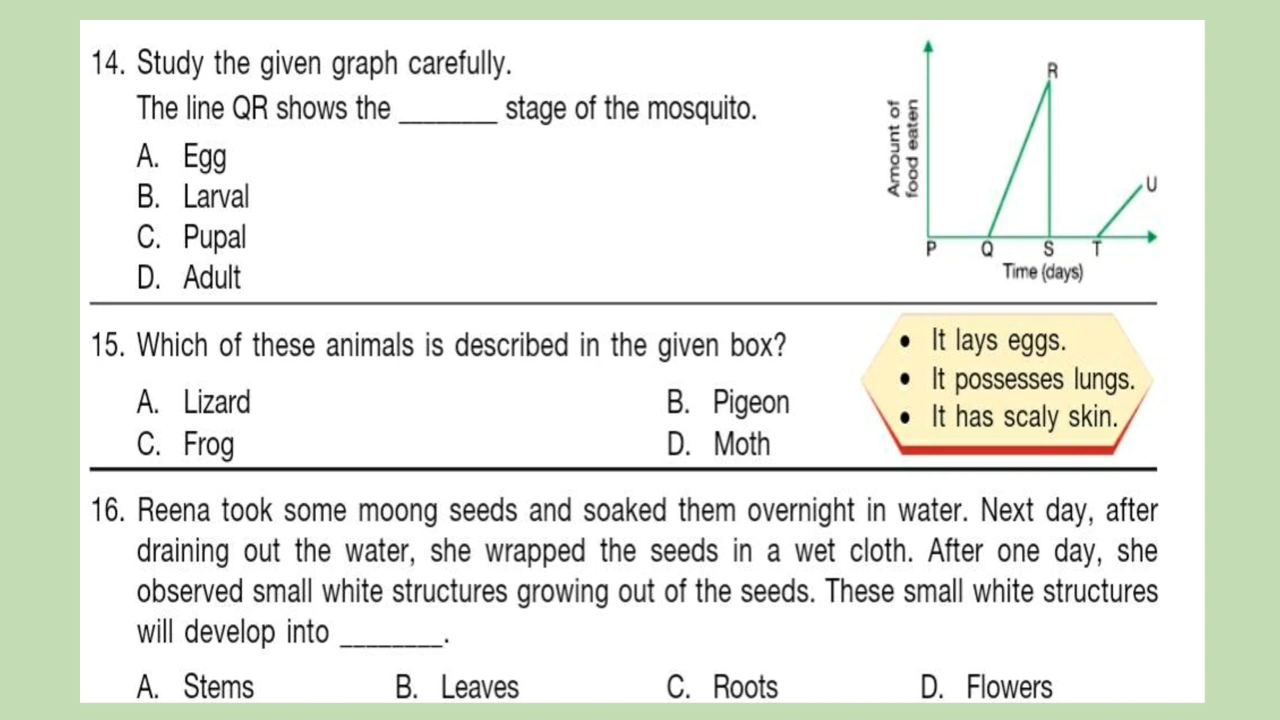 14. Study the given graph carefully.
The line QR shows the ________ stage of the mosquito.
A. Egg
B. Larval
C. Pupal
D. Adult
Amount of
food eaten
R
U
P Q S T
Time (days)
15. Which of these animals is described in the given box?
A. Lizard B. Pigeon
C. Frog D. Moth
• It lays eggs.
• It possesses lungs.
• It has scaly skin.
16. Reena took some moong seeds and soaked them overnight in water. Next day, after
draining out the water, she wrapped the seeds in a wet cloth. After one day, she
observed small white structures growing out of the seeds. These small white structures
will develop into ________.
A. Stems B. Leaves C. Roots D. Flowers